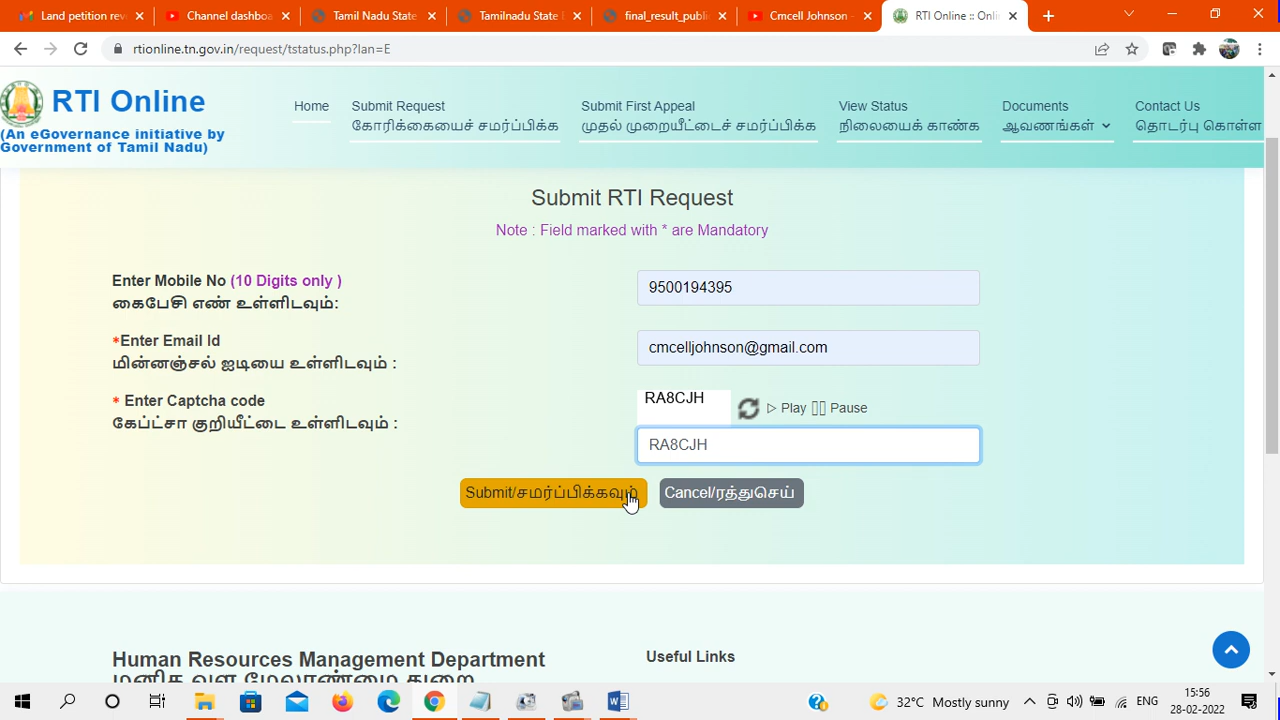 Land petition rev
Channel dashboa
Tamil Nadu State
Tamilnadu State
final_result_public
Cmcell Johnson -
RTI Online :: Onli
rtionline.tn.gov.in/request/tstatus.php?lan=E
RTI Online
(An eGovernance initiative by
Government of Tamil Nadu)
Home
Submit Request
கோரிக்கையைச் சமர்ப்பிக்க
Submit First Appeal
முதல் முறையீட்டைச் சமர்ப்பிக்க
View Status
நிலையைக் காண்க
Documents
ஆவணங்கள்
Contact Us
தொடர்பு கொள்ள
Submit RTI Request
Note : Field marked with * are Mandatory
Enter Mobile No (10 Digits only )
கைபேசி எண் உள்ளிடவும்:
9500194395
*Enter Email Id
மின்னஞ்சல் ஐடியை உள்ளிடவும் :
cmcelljohnson@gmail.com
* Enter Captcha code
கேப்ட்சா குறியீட்டை உள்ளிடவும் :
RA8CJH
Play Pause
RA8CJH
Submit/சமர்ப்பிக்கவும்
Cancel/ரத்துசெய்
Human Resources Management Department
மனித வள மேலாண்மை துறை
Useful Links
32°C Mostly sunny
ENG
15:56
28-02-2022